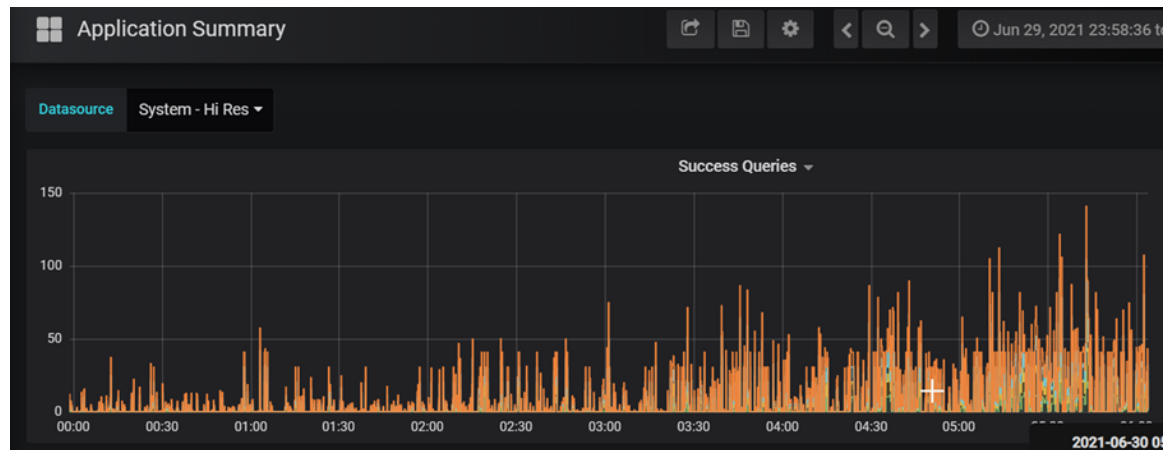 Application Summary
Jun 29, 2021 23:58:36 to
Datasource System - Hi Res
Success Queries
150
100
50
0
00:00 00:30 01:00 01:30 02:00 02:30 03:00 03:30 04:00 04:30 05:00
2021-06-30 05